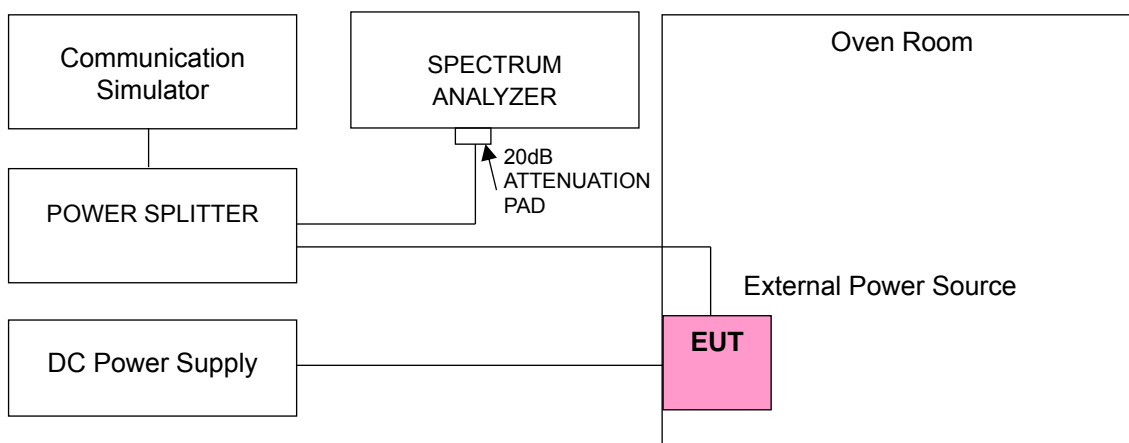 Communication
Simulator
SPECTRUM
ANALYZER
Oven Room
20dB
ATTENUATION
PAD
POWER SPLITTER
External Power Source
EUT
DC Power Supply